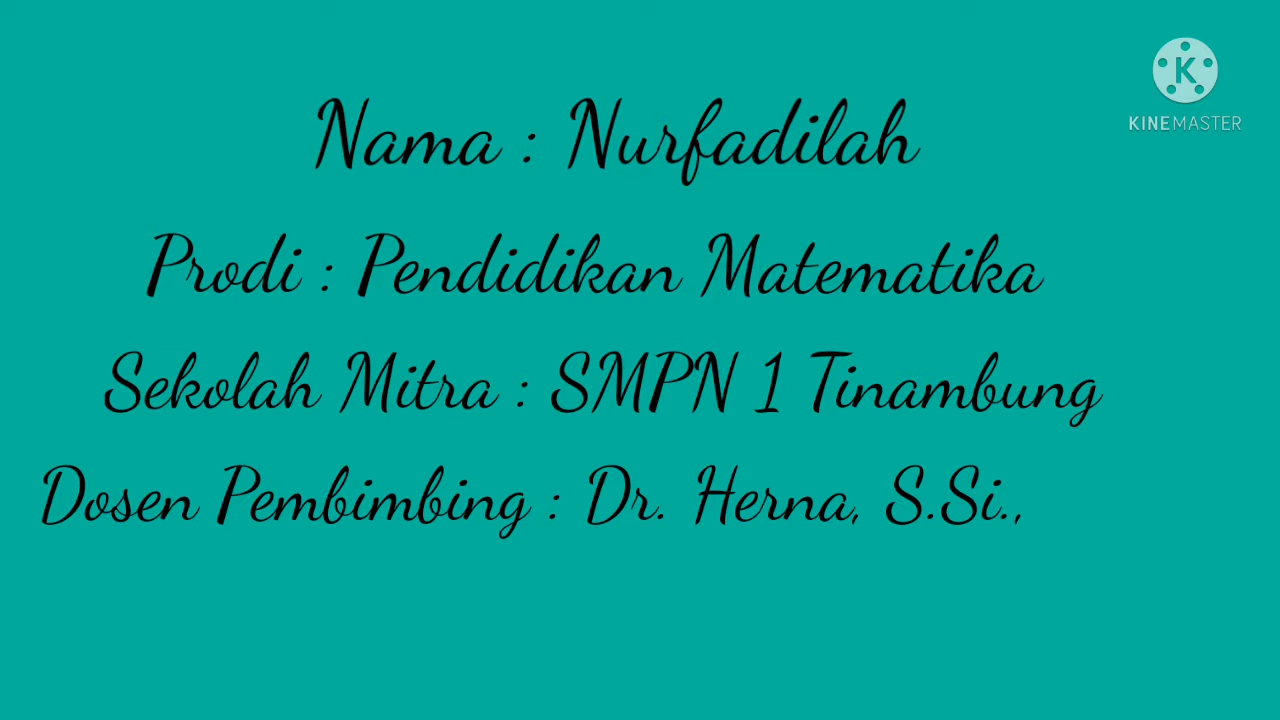 K
KINEMASTER
Nama : Nurfadilah
Prodi : Pendidikan Matematika
Sekolah Mitra : SMPN 1 Tinambung
Dosen Pembimbing : Dr. Herna, S.Si.,